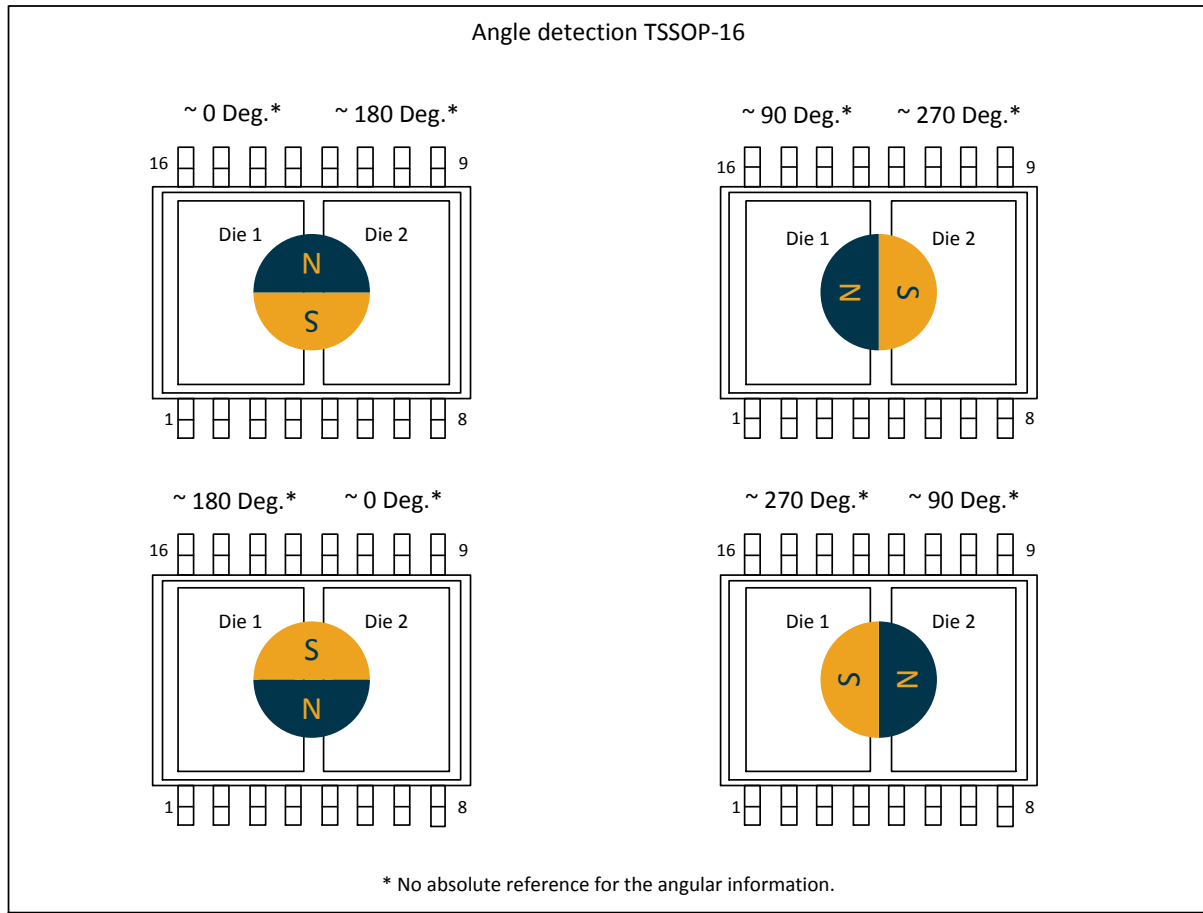 Angle detection TSSOP-16
~ 0 Deg.* ~ 180 Deg.* ~ 90 Deg.* ~ 270 Deg.*
16 9 16 9
Die 1 Die 2 Die 1 Die 2
N
N S
S
1 8 1 8
~ 180 Deg.* ~ 0 Deg.* ~ 270 Deg.* ~ 90 Deg.*
16 9 16 9
Die 1 Die 2 Die 1 Die 2
S
S N
N
1 8 1 8
* No absolute reference for the angular information.